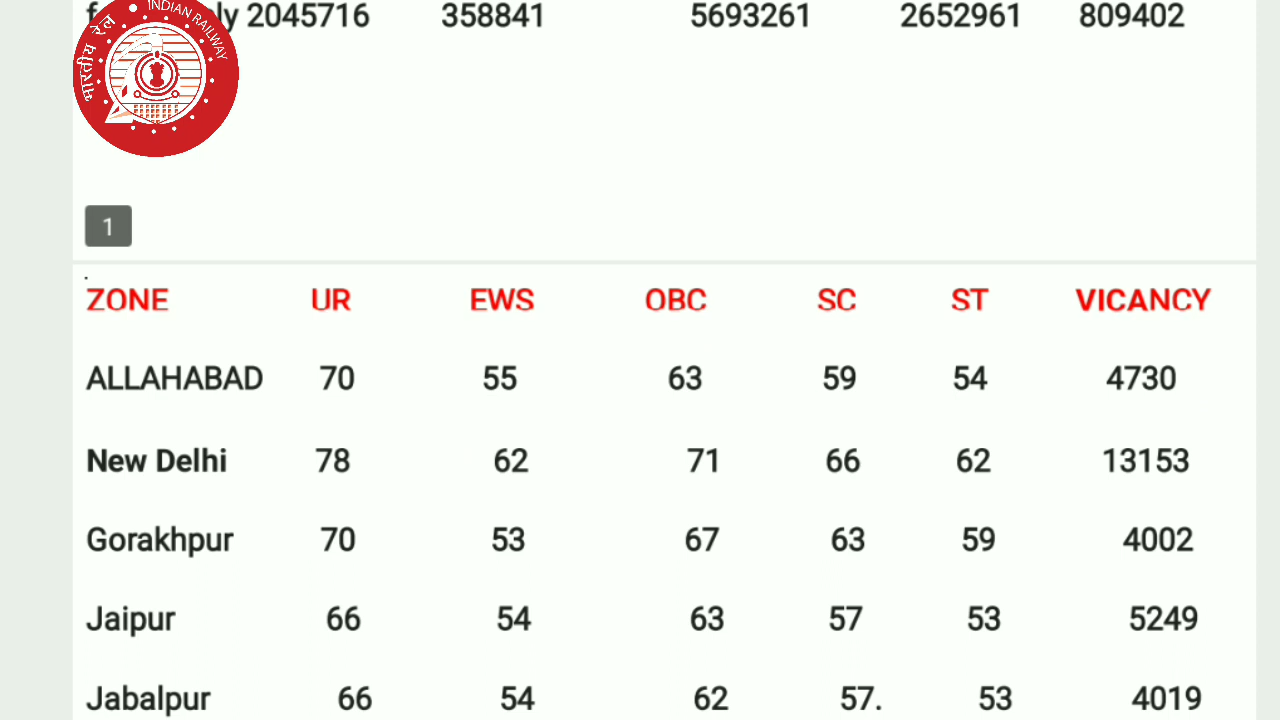 ly 2045716 358841 5693261 2652961 809402
भारतीय रेल INDIAN RAILWAY
1
ZONE UR EWS OBC SC ST VICANCY
ALLAHABAD 70 55 63 59 54 4730
New Delhi 78 62 71 66 62 13153
Gorakhpur 70 53 67 63 59 4002
Jaipur 66 54 63 57 53 5249
Jabalpur 66 54 62 57. 53 4019